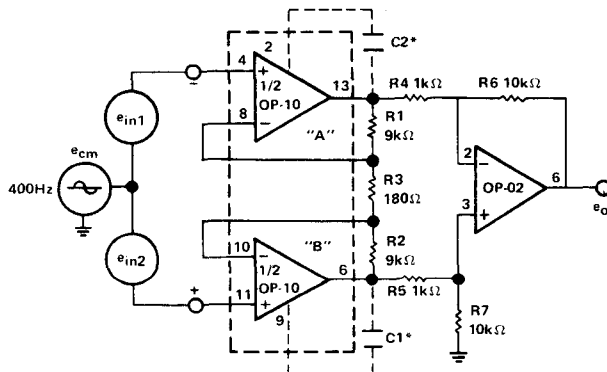 C2*
2
4
+
1/2
OP-10
13
8
−
"A"
R4 1kΩ
R6 10kΩ
R1
9kΩ
R3
180Ω
ein1
±
ecm
400Hz
2
−
OP-02
6
3
+
eo
10
−
"B"
1/2
OP-10
6
R2
9kΩ
R5 1kΩ
ein2
+
11
+
9
C1*
R7
10kΩ